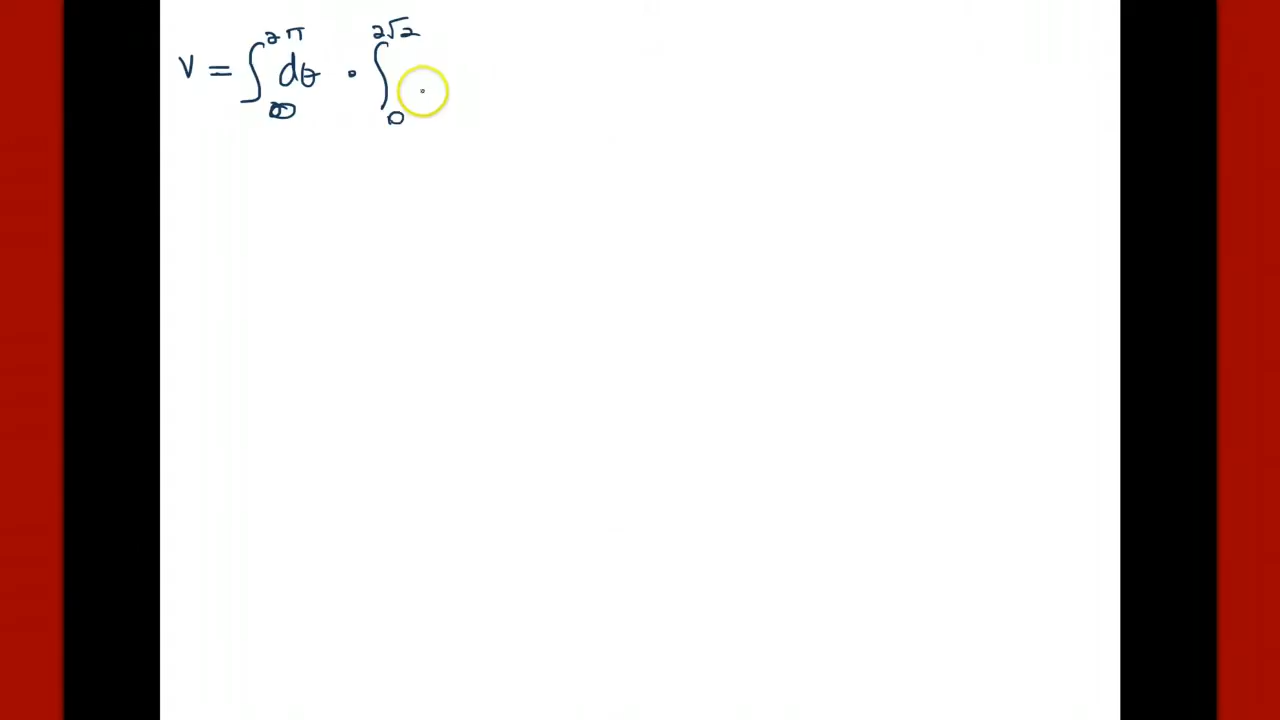 V = ∫₀^{2π} dθ · ∫₀^{2√2}